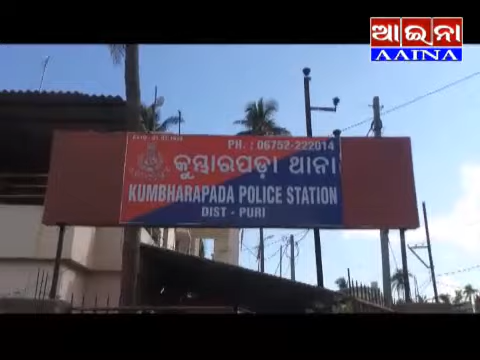 ଆଇନା
AAINA
PH. : 06752-222014
କୁମ୍ଭାରପଡ଼ା ଥାନା
KUMBHARAPADA POLICE STATION
DIST - PURI